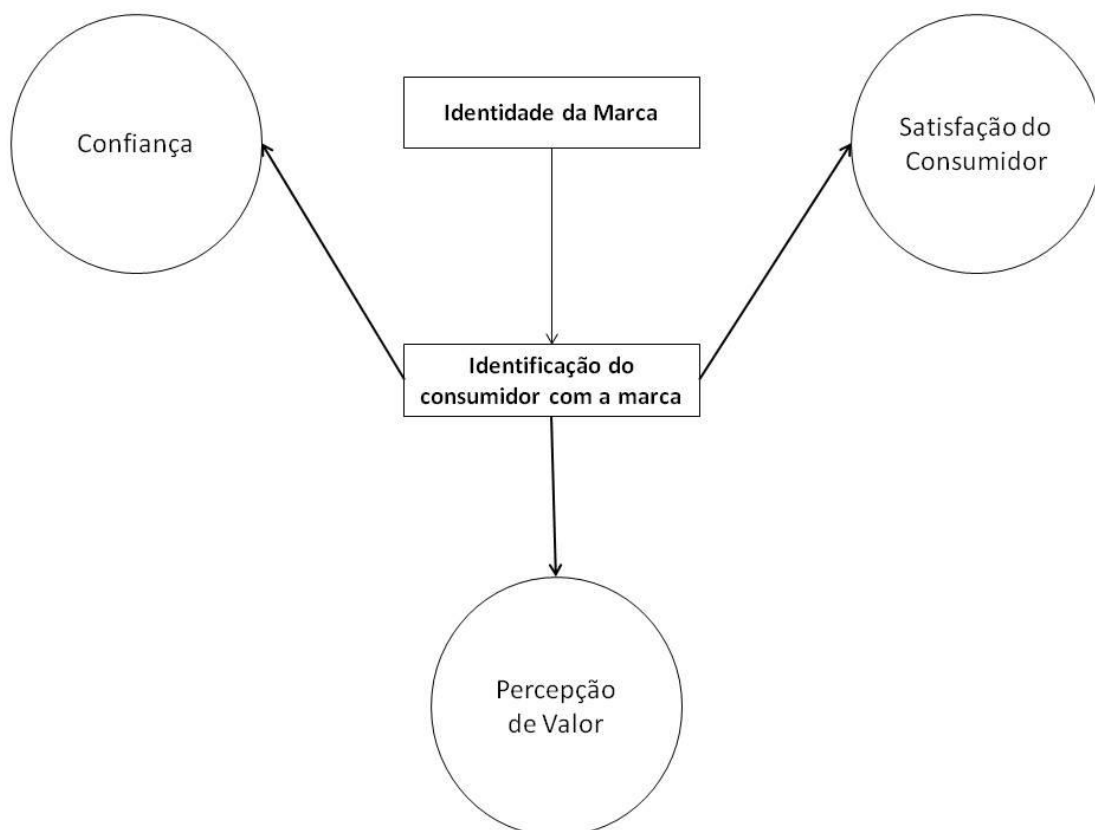 Confiança
Identidade da Marca
Satisfação do
Consumidor
Identificação do
consumidor com a marca
Percepção
de Valor